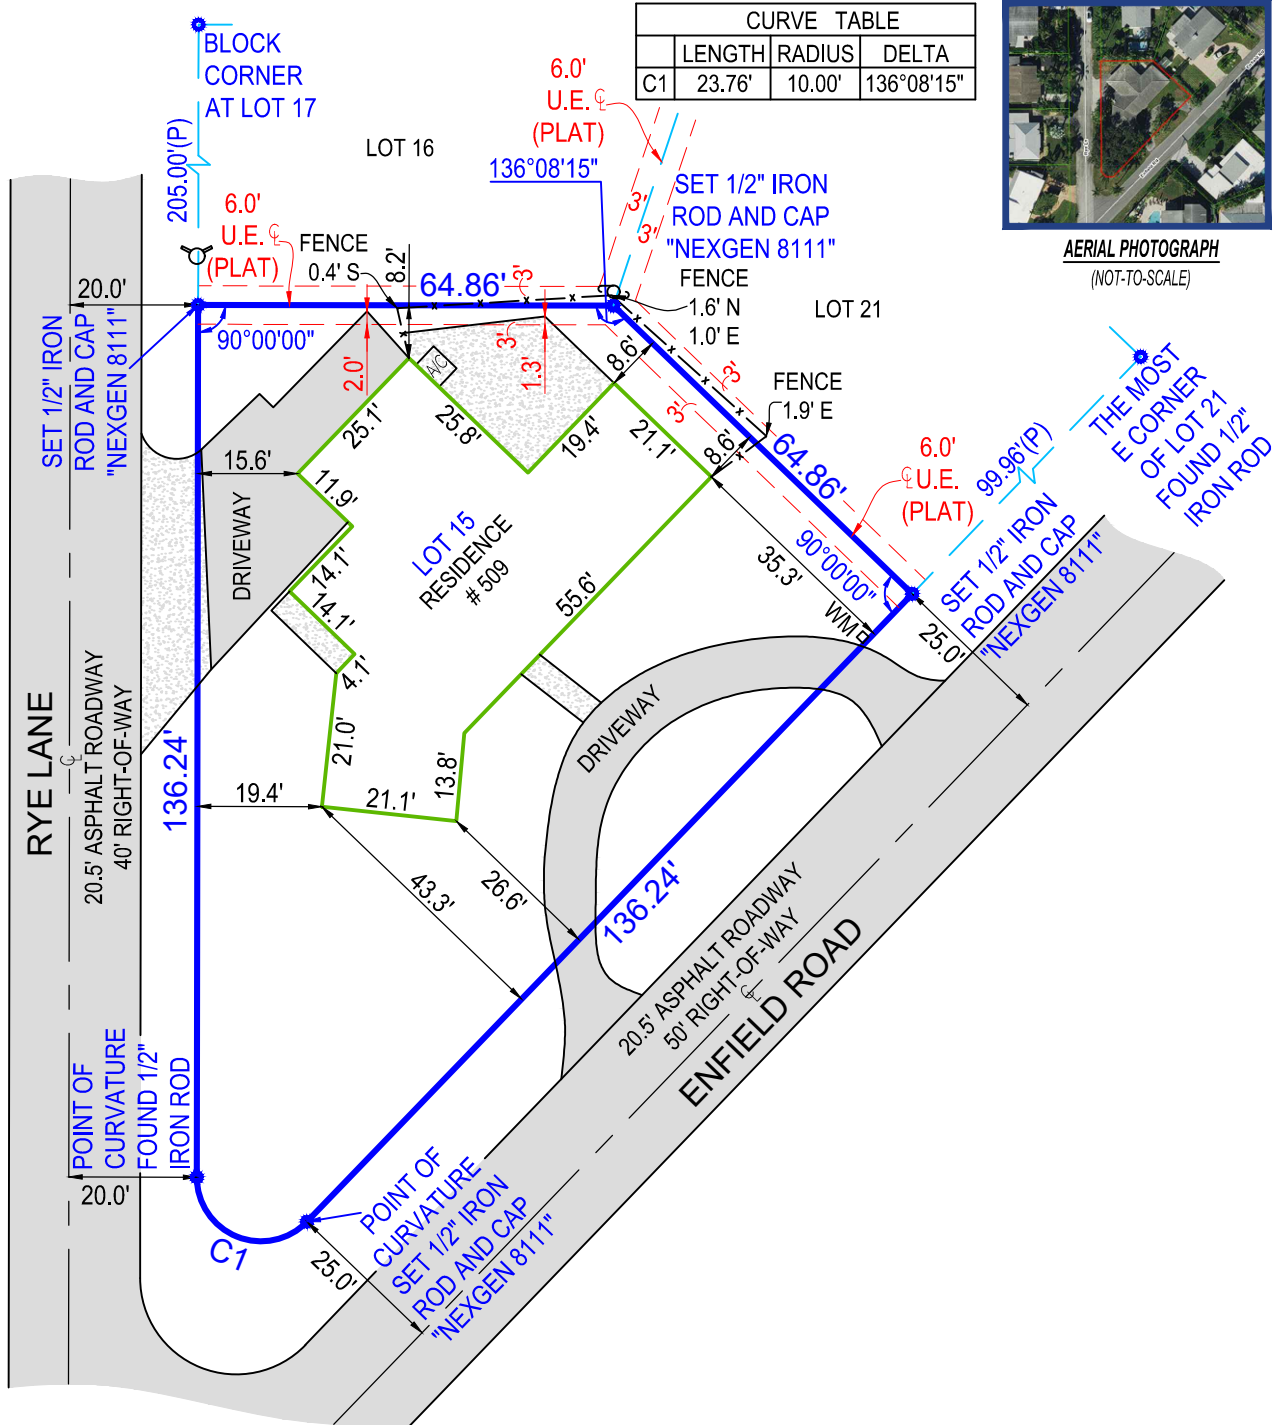 CURVE TABLE
LENGTH RADIUS DELTA
C1 23.76' 10.00' 136°08'15"
AERIAL PHOTOGRAPH
(NOT-TO-SCALE)
BLOCK
CORNER
AT LOT 17
205.00'(P)
LOT 16
6.0'
U.E. ℄
(PLAT)
136°08'15"
3'
3'
SET 1/2" IRON
ROD AND CAP
"NEXGEN 8111"
6.0'
U.E. ℄
(PLAT)
FENCE
0.4' S
8.2'
64.86'
3'
3'
FENCE
1.6' N
1.0' E
LOT 21
20.0'
90°00'00"
SET 1/2" IRON
ROD AND CAP
"NEXGEN 8111"
2.0'
1.3'
A/C
8.6'
3'
3'
FENCE
1.9' E
8.6'
64.86'
6.0'
℄ U.E.
(PLAT)
99.96'(P)
THE MOST
E CORNER
OF LOT 21
FOUND 1/2"
IRON ROD
SET 1/2" IRON
ROD AND CAP
"NEXGEN 8111"
90°00'00"
25.0'
25.1'
25.8'
19.4'
21.1'
15.6'
11.9'
14.1'
14.1'
4.1'
21.0'
21.1'
13.8'
55.6'
35.3'
WM
DRIVEWAY
LOT 15
RESIDENCE
# 509
DRIVEWAY
RYE LANE
℄
20.5' ASPHALT ROADWAY
40' RIGHT-OF-WAY
136.24'
19.4'
43.3'
26.6'
136.24'
20.5' ASPHALT ROADWAY
50' RIGHT-OF-WAY
℄
ENFIELD ROAD
POINT OF
CURVATURE
FOUND 1/2"
IRON ROD
20.0'
C1
POINT OF
CURVATURE
SET 1/2" IRON
ROD AND CAP
"NEXGEN 8111"
25.0'